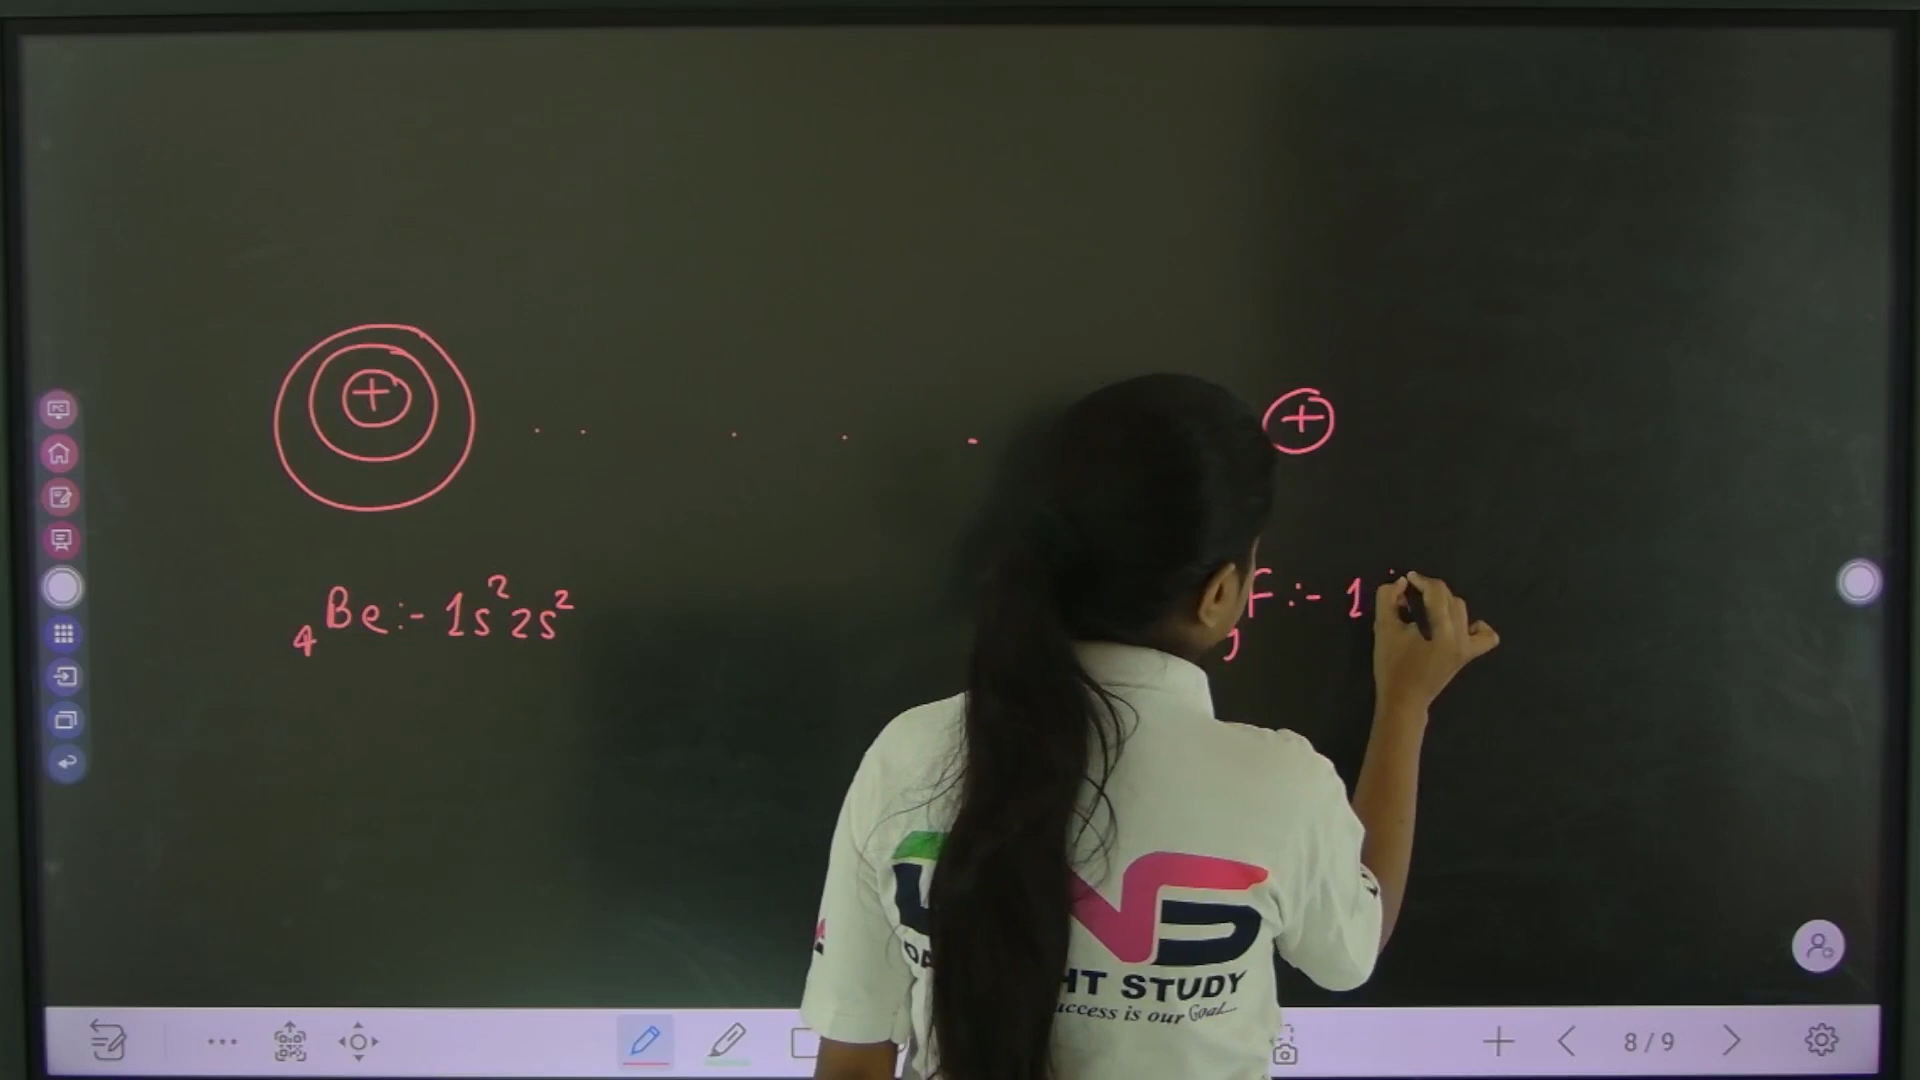 +
+
4Be:- 1s² 2s²
F:- 1
HT STUDY
uccess is our Goal...
8/9